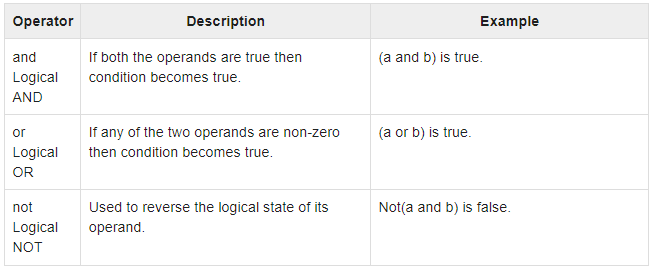 Operator Description Example
and
Logical
AND
If both the operands are true then
condition becomes true.
(a and b) is true.
or
Logical
OR
If any of the two operands are non-zero
then condition becomes true.
(a or b) is true.
not
Logical
NOT
Used to reverse the logical state of its
operand.
Not(a and b) is false.